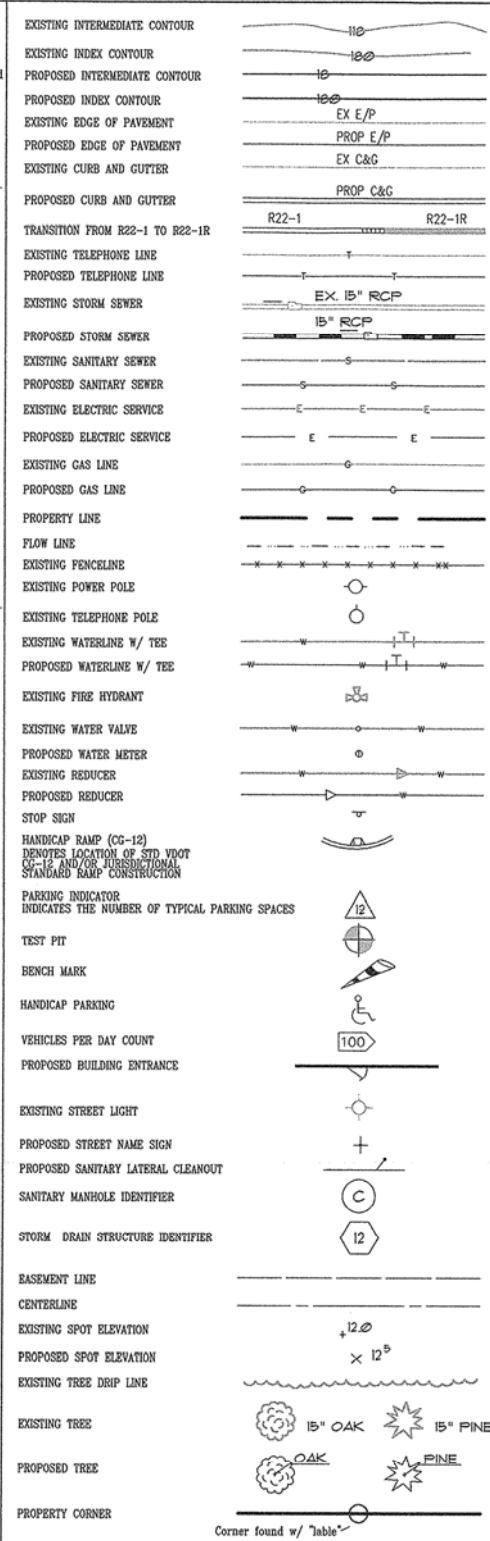 EXISTING INTERMEDIATE CONTOUR 110
EXISTING INDEX CONTOUR 180
PROPOSED INTERMEDIATE CONTOUR 18
PROPOSED INDEX CONTOUR 180
EXISTING EDGE OF PAVEMENT EX E/P
PROPOSED EDGE OF PAVEMENT PROP E/P
EXISTING CURB AND GUTTER EX C&G
PROPOSED CURB AND GUTTER PROP C&G
R22-1 R22-1R
TRANSITION FROM R22-1 TO R22-1R
EXISTING TELEPHONE LINE T
PROPOSED TELEPHONE LINE T T
EXISTING STORM SEWER EX. 15" RCP
15" RCP
PROPOSED STORM SEWER
EXISTING SANITARY SEWER S
PROPOSED SANITARY SEWER S S
EXISTING ELECTRIC SERVICE E E E
PROPOSED ELECTRIC SERVICE E E
EXISTING GAS LINE G
PROPOSED GAS LINE G G
PROPERTY LINE
FLOW LINE
EXISTING FENCELINE x x x x x x x x xx
EXISTING POWER POLE
EXISTING TELEPHONE POLE
EXISTING WATERLINE W/ TEE W W
PROPOSED WATERLINE W/ TEE W W W
EXISTING FIRE HYDRANT
EXISTING WATER VALVE W W
PROPOSED WATER METER
EXISTING REDUCER W W
PROPOSED REDUCER W
STOP SIGN
HANDICAP RAMP (CG-12)
DENOTES LOCATION OF STD VDOT
CG-12 AND/OR JURISDICTIONAL
STANDARD RAMP CONSTRUCTION
PARKING INDICATOR
INDICATES THE NUMBER OF TYPICAL PARKING SPACES 12
TEST PIT
BENCH MARK
HANDICAP PARKING
VEHICLES PER DAY COUNT 100
PROPOSED BUILDING ENTRANCE
EXISTING STREET LIGHT
PROPOSED STREET NAME SIGN
PROPOSED SANITARY LATERAL CLEANOUT
SANITARY MANHOLE IDENTIFIER C
STORM DRAIN STRUCTURE IDENTIFIER 12
EASEMENT LINE
CENTERLINE
EXISTING SPOT ELEVATION +12.0
PROPOSED SPOT ELEVATION × 12⁵
EXISTING TREE DRIP LINE
EXISTING TREE 15" OAK 15" PINE
PROPOSED TREE OAK PINE
PROPERTY CORNER
Corner found w/ "lable"